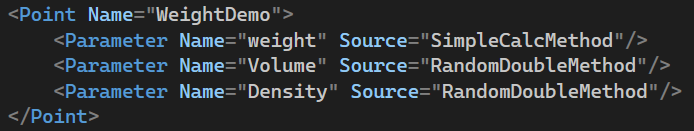 <Point Name="WeightDemo">
    <Parameter Name="weight" Source="SimpleCalcMethod"/>
    <Parameter Name="Volume" Source="RandomDoubleMethod"/>
    <Parameter Name="Density" Source="RandomDoubleMethod"/>
</Point>